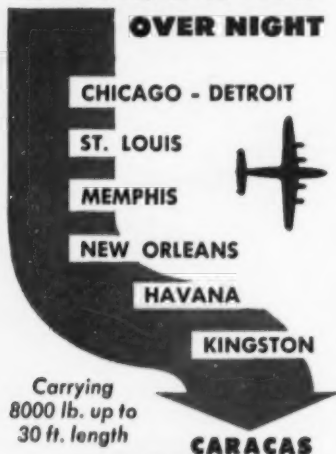 OVER NIGHT
CHICAGO - DETROIT
ST. LOUIS
MEMPHIS
NEW ORLEANS
HAVANA
KINGSTON
Carrying
8000 lb. up to
30 ft. length
CARACAS